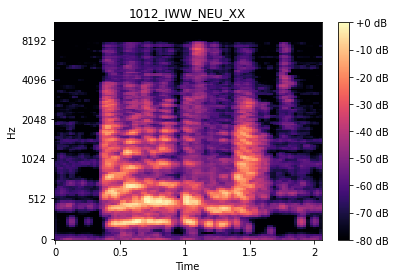 1012_IWW_NEU_XX
8192
4096
2048
1024
512
0
Hz
0
0.5
1
1.5
2
Time
+0 dB
-10 dB
-20 dB
-30 dB
-40 dB
-50 dB
-60 dB
-70 dB
-80 dB